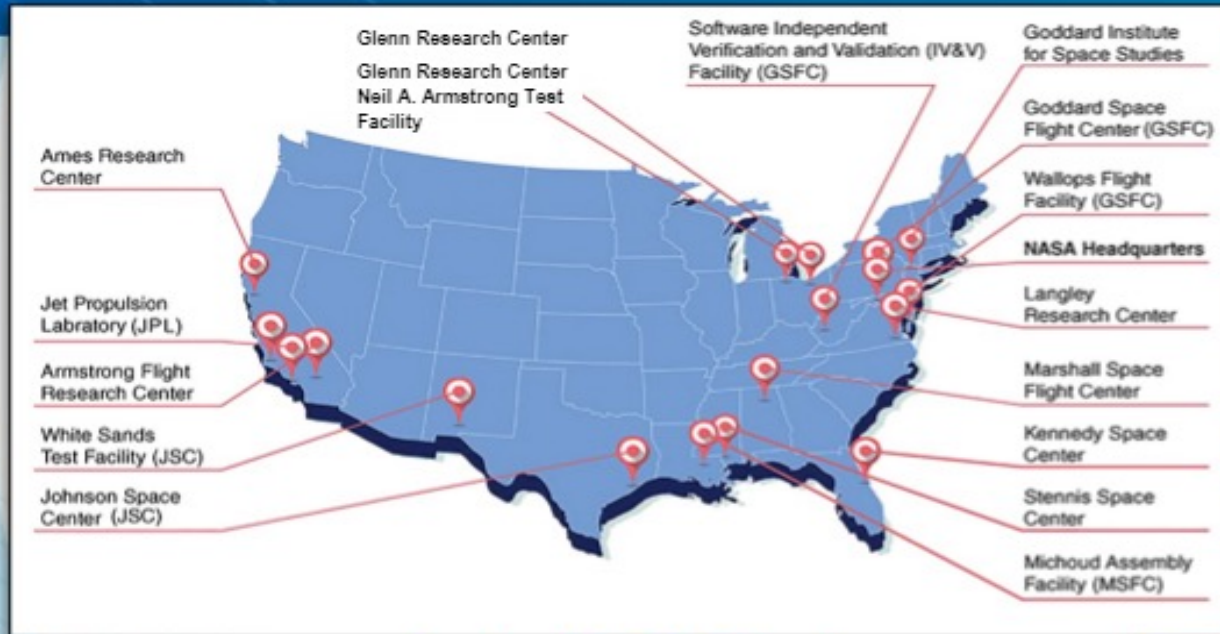 Glenn Research Center
Glenn Research Center
Neil A. Armstrong Test
Facility
Software Independent
Verification and Validation (IV&V)
Facility (GSFC)
Goddard Institute
for Space Studies
Goddard Space
Flight Center (GSFC)
Wallops Flight
Facility (GSFC)
NASA Headquarters
Langley
Research Center
Marshall Space
Flight Center
Kennedy Space
Center
Stennis Space
Center
Michoud Assembly
Facility (MSFC)
Ames Research
Center
Jet Propulsion
Labratory (JPL)
Armstrong Flight
Research Center
White Sands
Test Facility (JSC)
Johnson Space
Center (JSC)